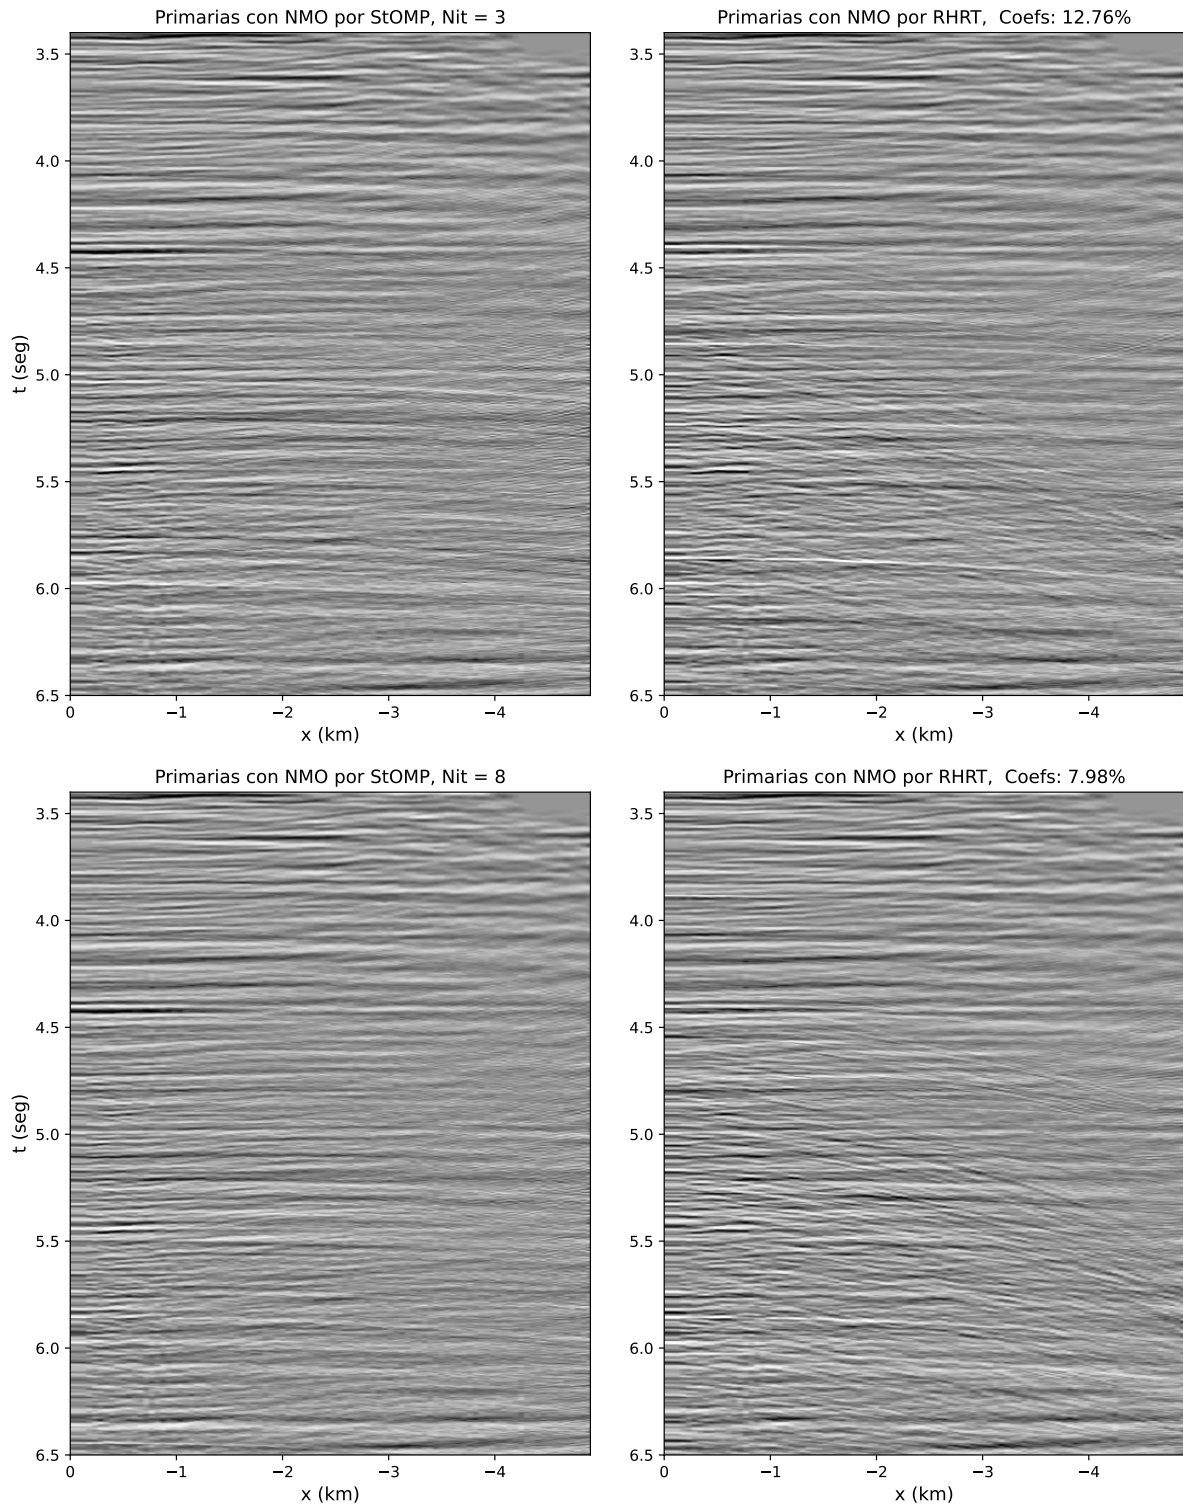 Primarias con NMO por StOMP, Nit = 3
Primarias con NMO por RHRT,  Coefs: 12.76%
3.5
4.0
4.5
5.0
5.5
6.0
6.5
t (seg)
0 −1 −2 −3 −4
x (km)
3.5
4.0
4.5
5.0
5.5
6.0
6.5
0 −1 −2 −3 −4
x (km)
Primarias con NMO por StOMP, Nit = 8
Primarias con NMO por RHRT,  Coefs: 7.98%
3.5
4.0
4.5
5.0
5.5
6.0
6.5
t (seg)
0 −1 −2 −3 −4
x (km)
3.5
4.0
4.5
5.0
5.5
6.0
6.5
0 −1 −2 −3 −4
x (km)